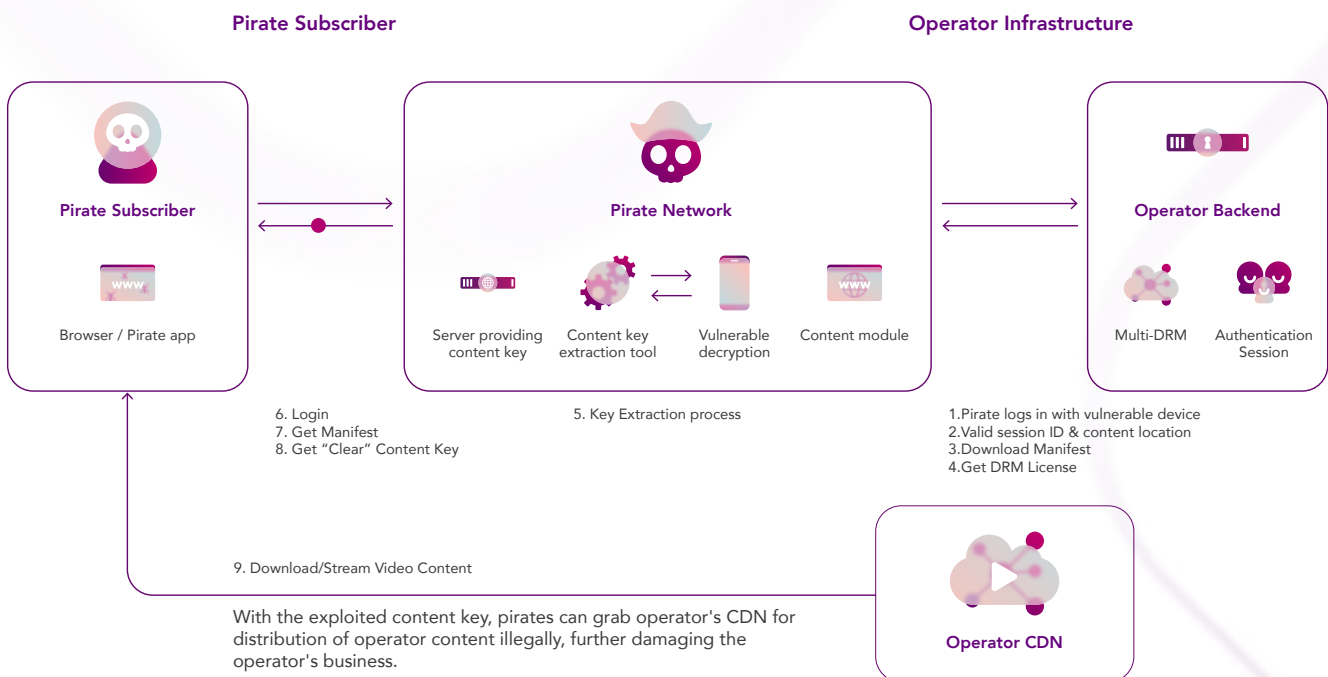 Pirate Subscriber
Operator Infrastructure
Pirate Subscriber
www
Browser / Pirate app
Pirate Network
Server providing
content key
Content key
extraction tool
Vulnerable
decryption
www
Content module
Operator Backend
Multi-DRM
Authentication
Session
6. Login
7. Get Manifest
8. Get “Clear” Content Key
5. Key Extraction process
1.Pirate logs in with vulnerable device
2.Valid session ID & content location
3.Download Manifest
4.Get DRM License
9. Download/Stream Video Content
With the exploited content key, pirates can grab operator's CDN for
distribution of operator content illegally, further damaging the
operator's business.
Operator CDN